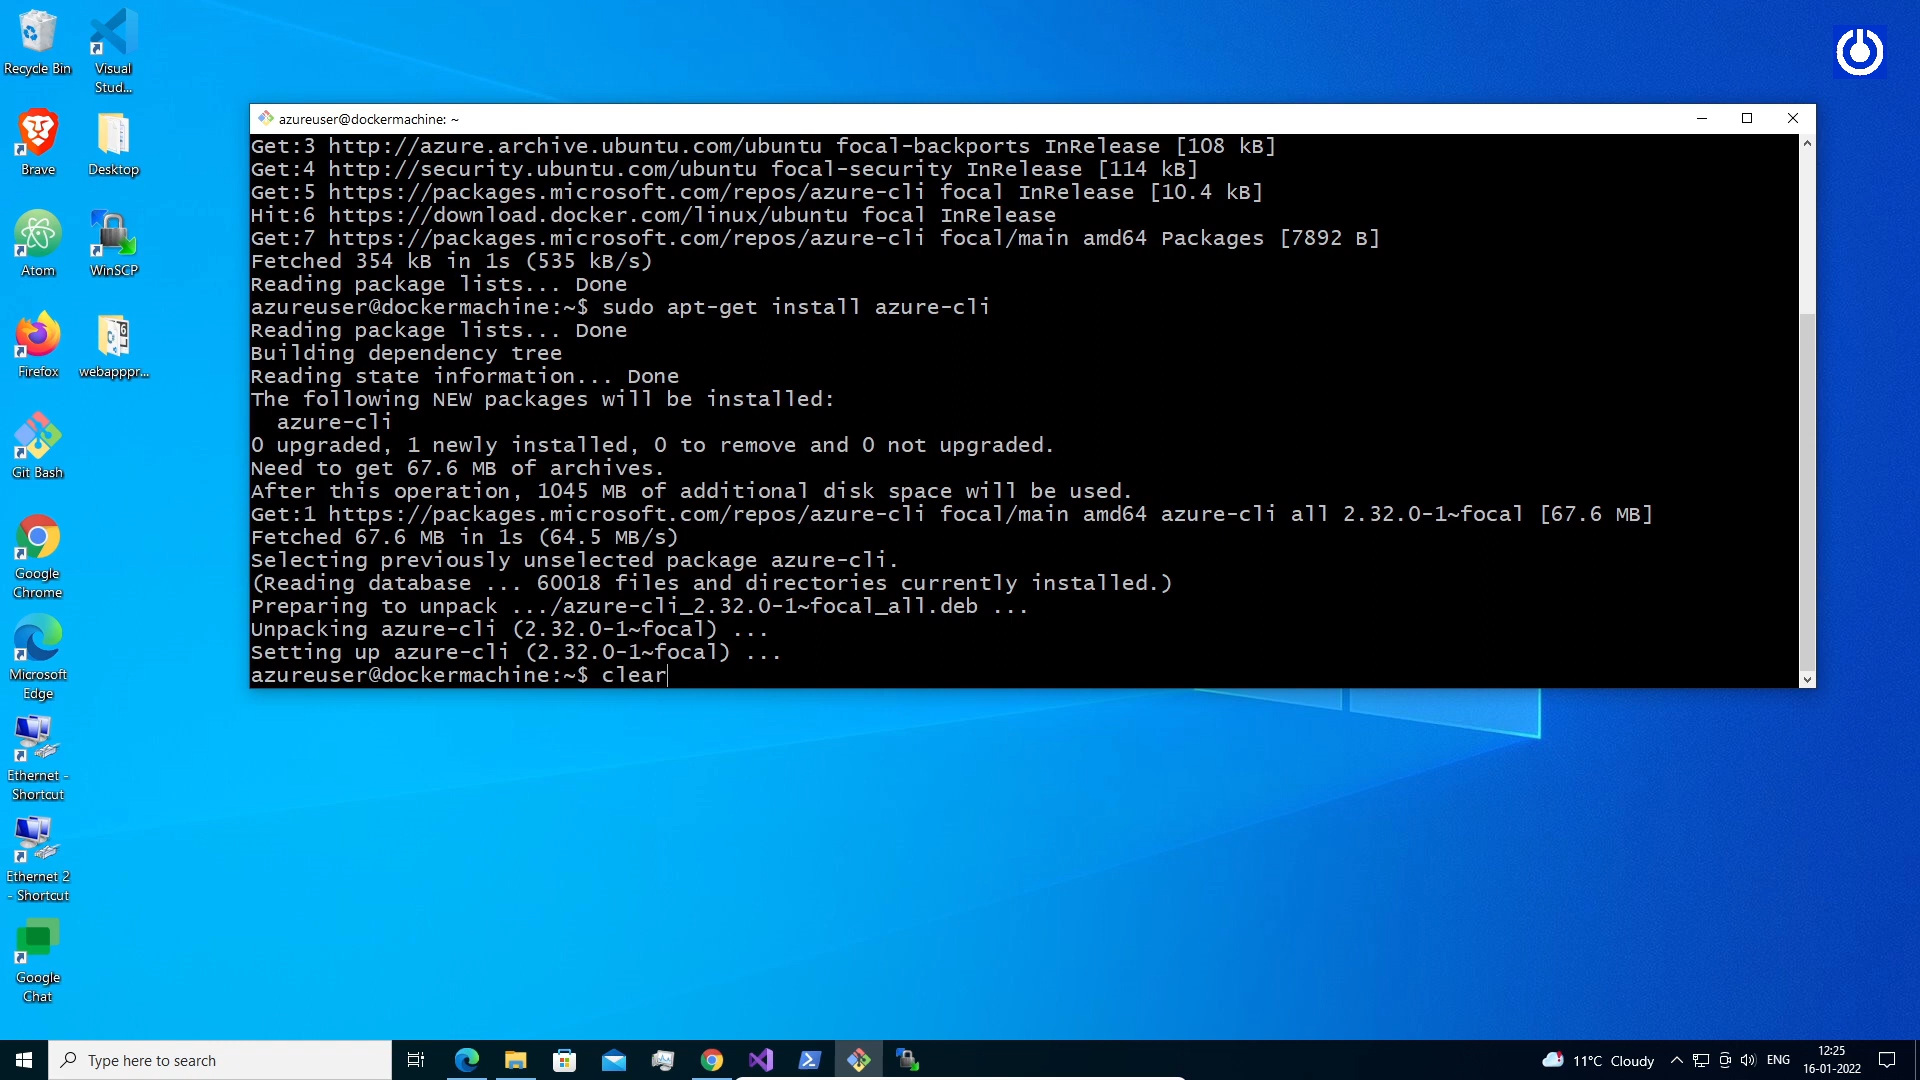 Recycle Bin
Visual
Stud...
Brave
Desktop
Atom
WinSCP
Firefox
webapppr...
Git Bash
Google
Chrome
Microsoft
Edge
Ethernet -
Shortcut
Ethernet 2
- Shortcut
Google
Chat
azureuser@dockermachine: ~
Get:3 http://azure.archive.ubuntu.com/ubuntu focal-backports InRelease [108 kB]
Get:4 http://security.ubuntu.com/ubuntu focal-security InRelease [114 kB]
Get:5 https://packages.microsoft.com/repos/azure-cli focal InRelease [10.4 kB]
Hit:6 https://download.docker.com/linux/ubuntu focal InRelease
Get:7 https://packages.microsoft.com/repos/azure-cli focal/main amd64 Packages [7892 B]
Fetched 354 kB in 1s (535 kB/s)
Reading package lists... Done
azureuser@dockermachine:~$ sudo apt-get install azure-cli
Reading package lists... Done
Building dependency tree
Reading state information... Done
The following NEW packages will be installed:
  azure-cli
0 upgraded, 1 newly installed, 0 to remove and 0 not upgraded.
Need to get 67.6 MB of archives.
After this operation, 1045 MB of additional disk space will be used.
Get:1 https://packages.microsoft.com/repos/azure-cli focal/main amd64 azure-cli all 2.32.0-1~focal [67.6 MB]
Fetched 67.6 MB in 1s (64.5 MB/s)
Selecting previously unselected package azure-cli.
(Reading database ... 60018 files and directories currently installed.)
Preparing to unpack .../azure-cli_2.32.0-1~focal_all.deb ...
Unpacking azure-cli (2.32.0-1~focal) ...
Setting up azure-cli (2.32.0-1~focal) ...
azureuser@dockermachine:~$ clear
Type here to search
11°C Cloudy
ENG
12:25
16-01-2022